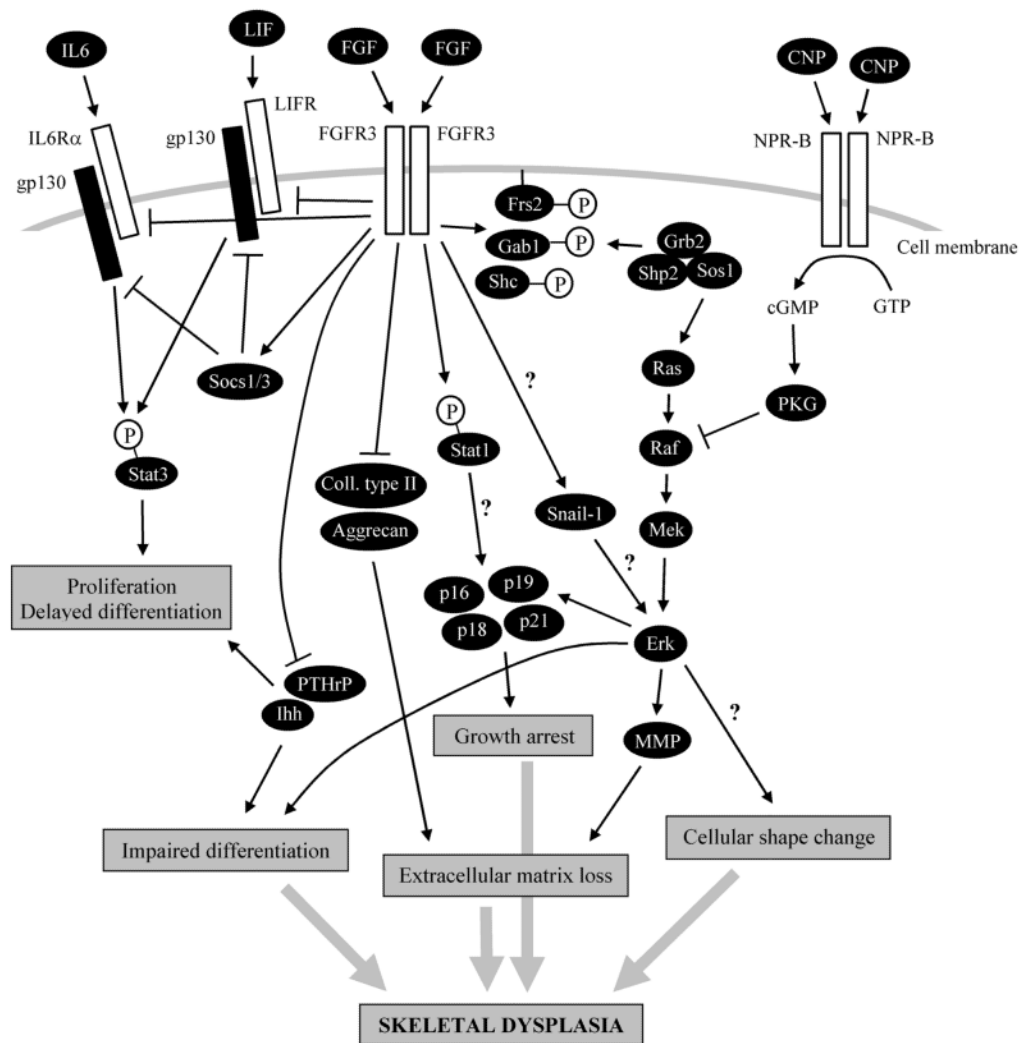 IL6
LIF
FGF
FGF
CNP
CNP
IL6Rα
gp130
LIFR
gp130
FGFR3
FGFR3
NPR-B
NPR-B
Frs2
P
Gab1
P
Shc
P
Grb2
Shp2
Sos1
Cell membrane
cGMP
GTP
Socs1/3
Ras
?
PKG
P
Stat3
P
Stat1
Raf
Coll. type II
Aggrecan
?
Snail-1
Mek
?
Proliferation
Delayed differentiation
p16
p19
p18
p21
Erk
PTHrP
Ihh
?
Growth arrest
MMP
Impaired differentiation
Extracellular matrix loss
Cellular shape change
SKELETAL DYSPLASIA